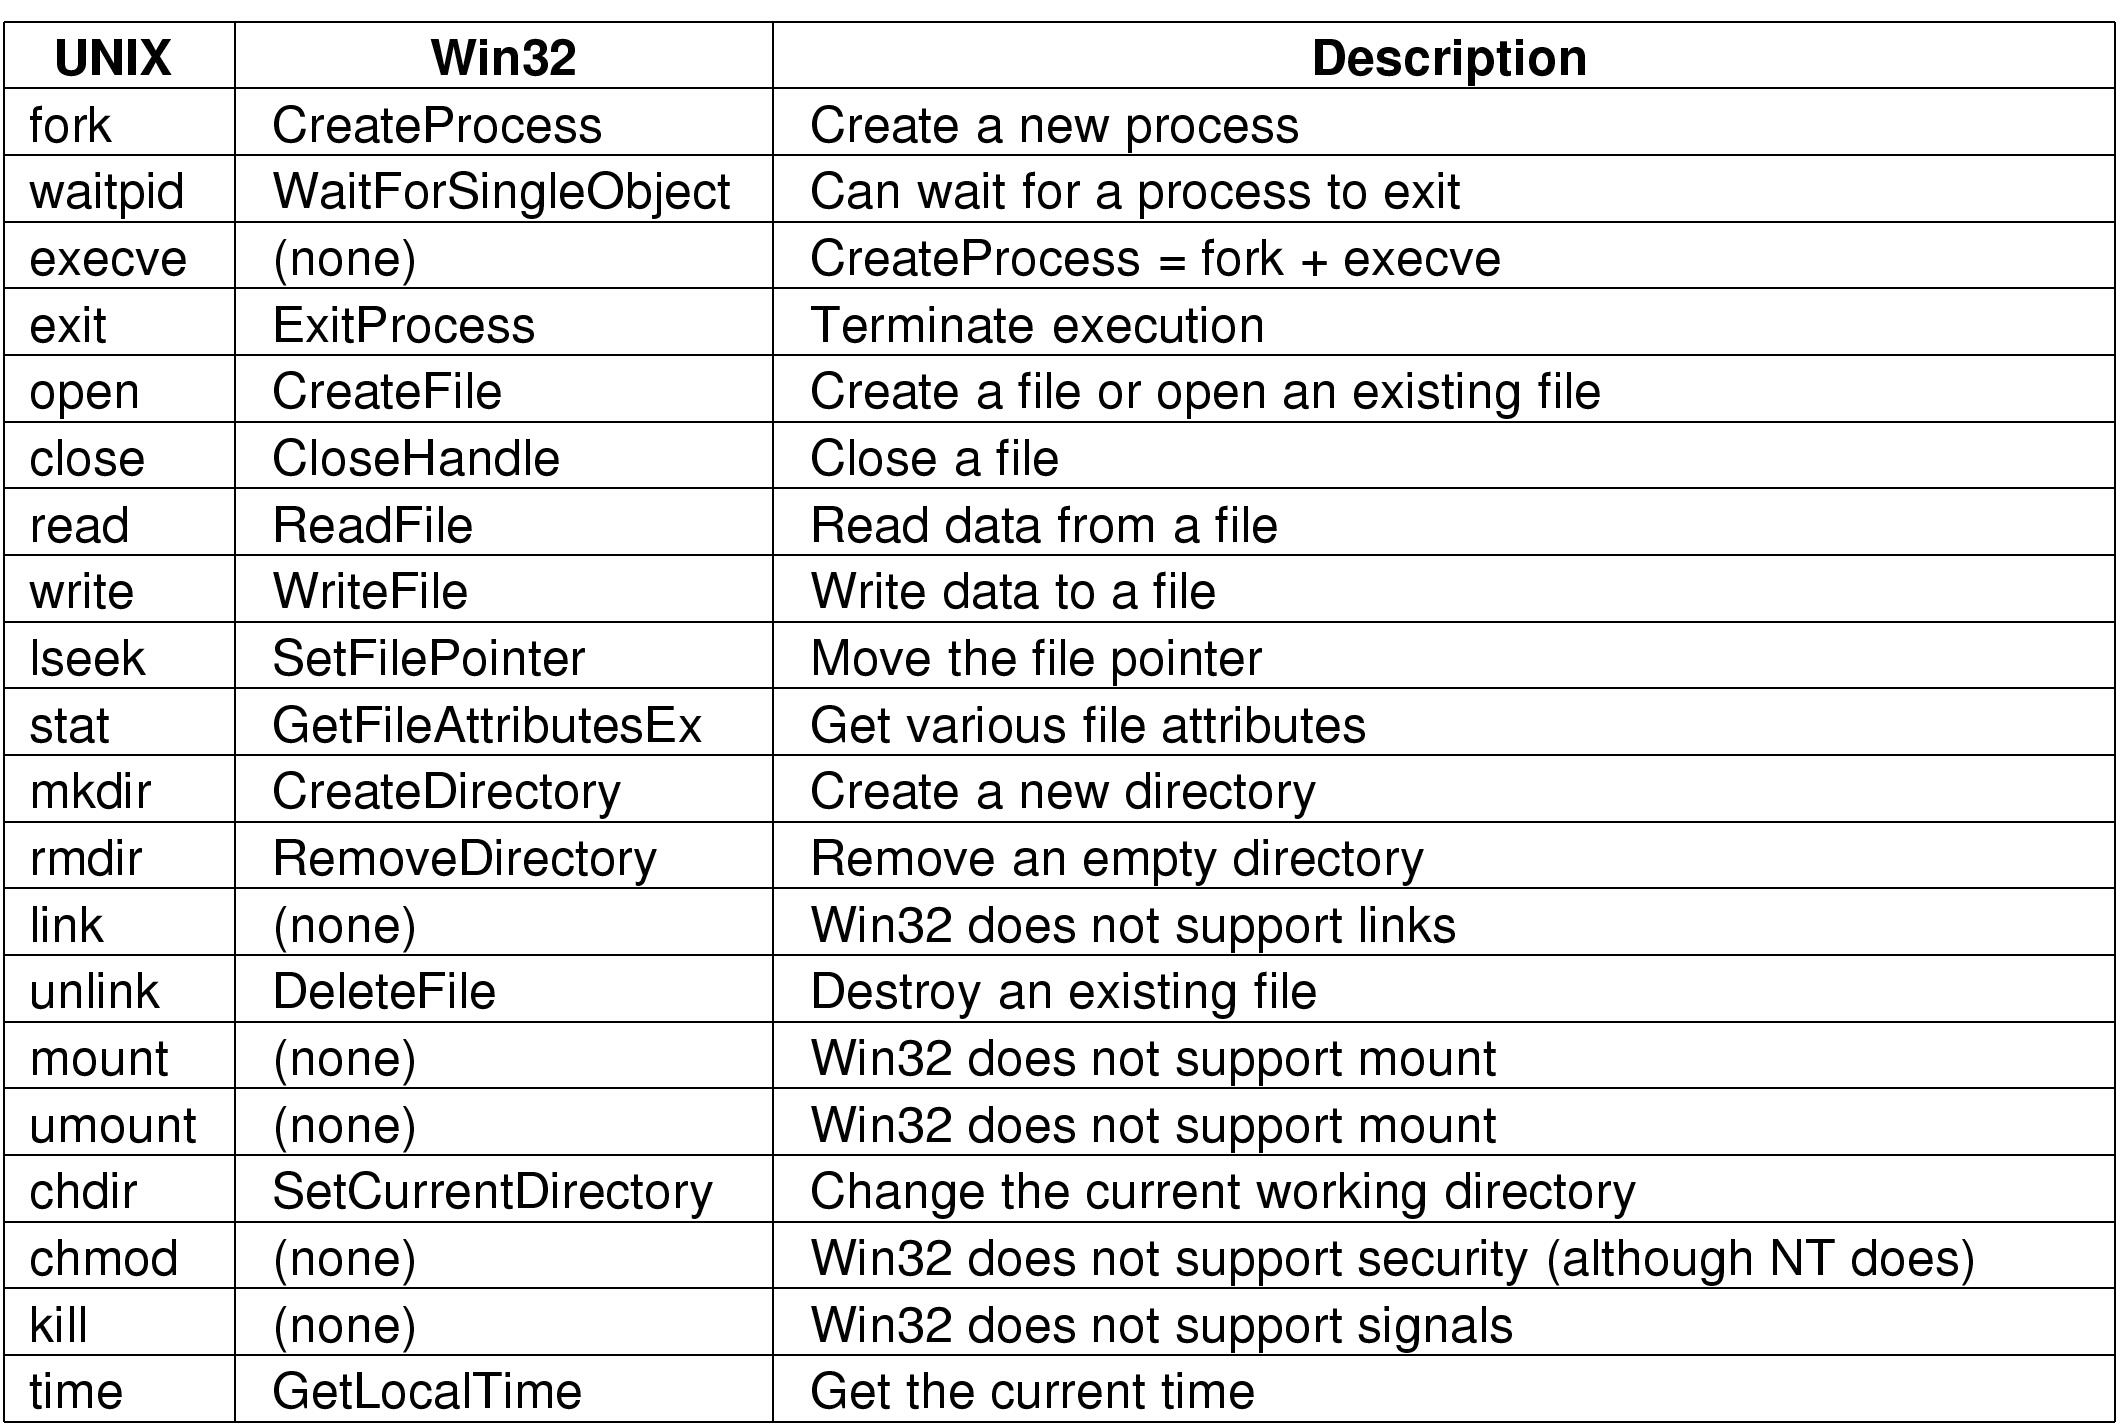 UNIX Win32 Description
fork CreateProcess Create a new process
waitpid WaitForSingleObject Can wait for a process to exit
execve (none) CreateProcess = fork + execve
exit ExitProcess Terminate execution
open CreateFile Create a file or open an existing file
close CloseHandle Close a file
read ReadFile Read data from a file
write WriteFile Write data to a file
lseek SetFilePointer Move the file pointer
stat GetFileAttributesEx Get various file attributes
mkdir CreateDirectory Create a new directory
rmdir RemoveDirectory Remove an empty directory
link (none) Win32 does not support links
unlink DeleteFile Destroy an existing file
mount (none) Win32 does not support mount
umount (none) Win32 does not support mount
chdir SetCurrentDirectory Change the current working directory
chmod (none) Win32 does not support security (although NT does)
kill (none) Win32 does not support signals
time GetLocalTime Get the current time